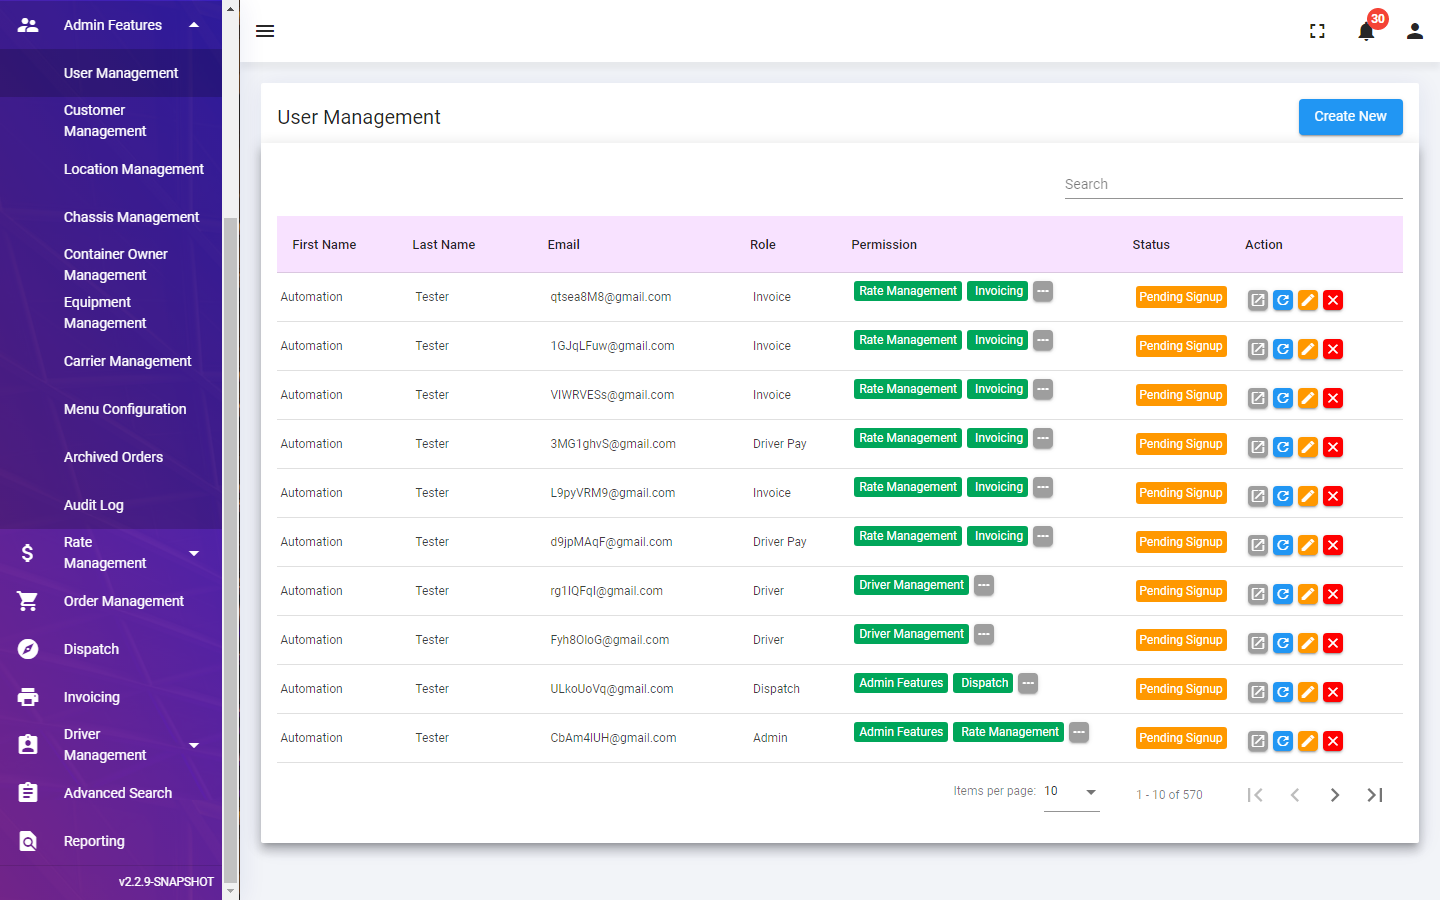 Admin Features
User Management
Customer
Management
Location Management
Chassis Management
Container Owner
Management
Equipment
Management
Carrier Management
Menu Configuration
Archived Orders
Audit Log
Rate
Management
Order Management
Dispatch
Invoicing
Driver
Management
Advanced Search
Reporting
v2.2.9-SNAPSHOT
30
User Management
Create New
Search
First Name Last Name Email Role Permission Status Action
Automation Tester qtsea8M8@gmail.com Invoice Rate Management Invoicing --- Pending Signup
Automation Tester 1GJqLFuw@gmail.com Invoice Rate Management Invoicing --- Pending Signup
Automation Tester VIWRVESs@gmail.com Invoice Rate Management Invoicing --- Pending Signup
Automation Tester 3MG1ghvS@gmail.com Driver Pay Rate Management Invoicing --- Pending Signup
Automation Tester L9pyVRM9@gmail.com Invoice Rate Management Invoicing --- Pending Signup
Automation Tester d9jpMAqF@gmail.com Driver Pay Rate Management Invoicing --- Pending Signup
Automation Tester rg1IQFqI@gmail.com Driver Driver Management --- Pending Signup
Automation Tester Fyh8OloG@gmail.com Driver Driver Management --- Pending Signup
Automation Tester ULkoUoVq@gmail.com Dispatch Admin Features Dispatch --- Pending Signup
Automation Tester CbAm4IUH@gmail.com Admin Admin Features Rate Management --- Pending Signup
Items per page: 10 1 - 10 of 570